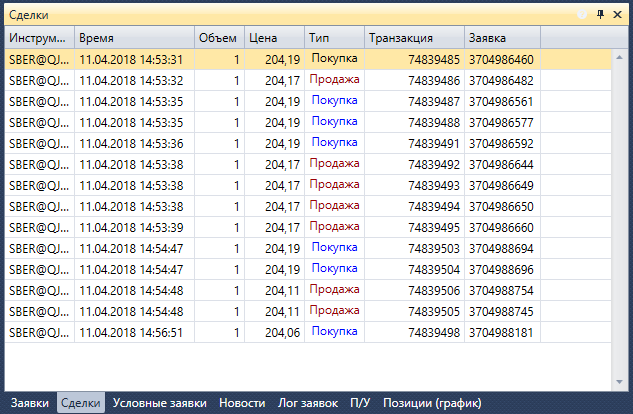 Сделки
Инструм... Время Объем Цена Тип Транзакция Заявка
SBER@QJ... 11.04.2018 14:53:31 1 204,19 Покупка 74839485 3704986460
SBER@QJ... 11.04.2018 14:53:32 1 204,17 Продажа 74839486 3704986482
SBER@QJ... 11.04.2018 14:53:35 1 204,19 Покупка 74839487 3704986561
SBER@QJ... 11.04.2018 14:53:35 1 204,19 Покупка 74839488 3704986577
SBER@QJ... 11.04.2018 14:53:36 1 204,19 Покупка 74839491 3704986592
SBER@QJ... 11.04.2018 14:53:38 1 204,17 Продажа 74839492 3704986644
SBER@QJ... 11.04.2018 14:53:38 1 204,17 Продажа 74839493 3704986649
SBER@QJ... 11.04.2018 14:53:38 1 204,17 Продажа 74839494 3704986650
SBER@QJ... 11.04.2018 14:53:39 1 204,17 Продажа 74839495 3704986660
SBER@QJ... 11.04.2018 14:54:47 1 204,19 Покупка 74839503 3704988694
SBER@QJ... 11.04.2018 14:54:47 1 204,19 Покупка 74839504 3704988696
SBER@QJ... 11.04.2018 14:54:48 1 204,11 Продажа 74839506 3704988754
SBER@QJ... 11.04.2018 14:54:48 1 204,11 Продажа 74839505 3704988745
SBER@QJ... 11.04.2018 14:56:51 1 204,06 Покупка 74839498 3704988181
Заявки Сделки Условные заявки Новости Лог заявок П/У Позиции (график)